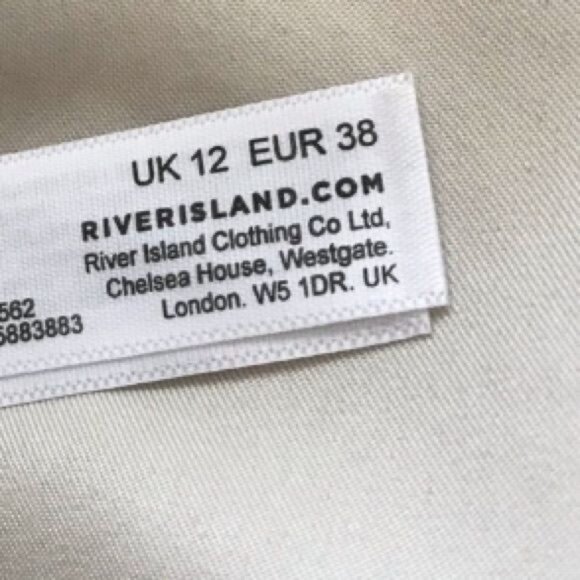 UK 12 EUR 38
RIVERISLAND.COM
River Island Clothing Co Ltd,
Chelsea House, Westgate.
London. W5 1DR. UK
562
5883883